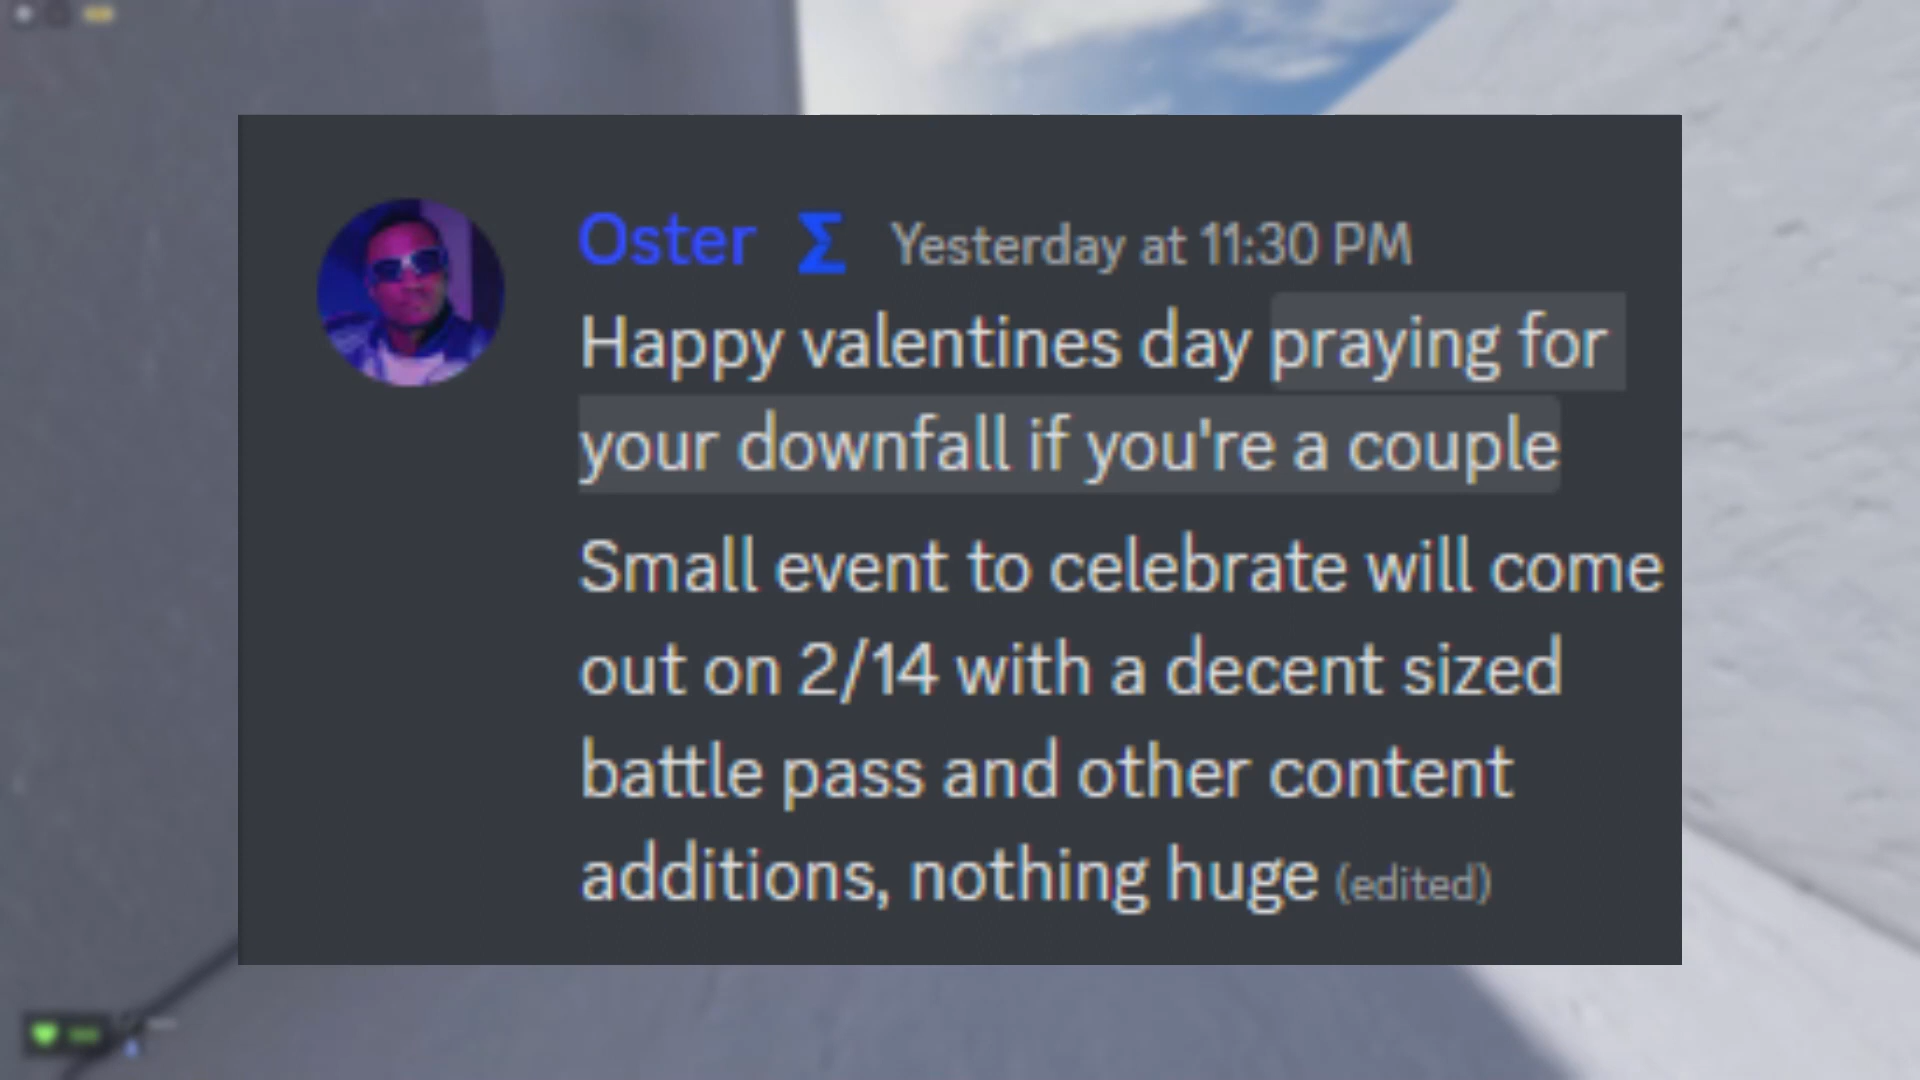 Oster Σ Yesterday at 11:30 PM
Happy valentines day praying for
your downfall if you're a couple
Small event to celebrate will come
out on 2/14 with a decent sized
battle pass and other content
additions, nothing huge (edited)